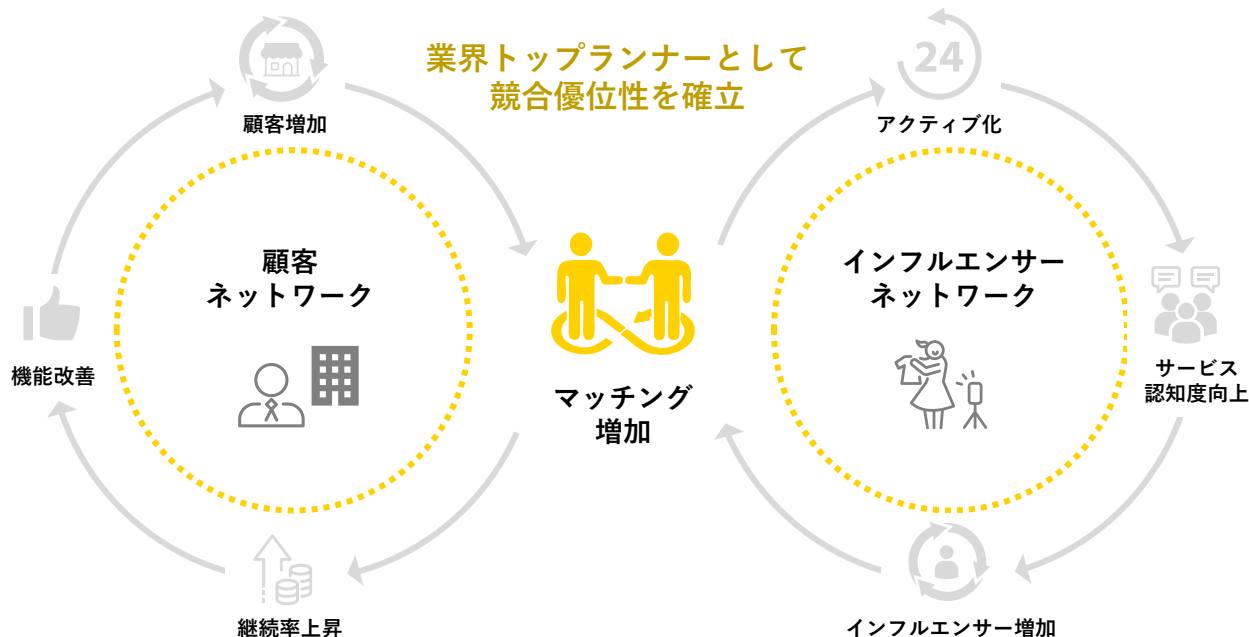 業界トップランナーとして
競合優位性を確立
顧客増加
顧客
ネットワーク
機能改善
継続率上昇
マッチング
増加
24
アクティブ化
インフルエンサー
ネットワーク
サービス
認知度向上
インフルエンサー増加